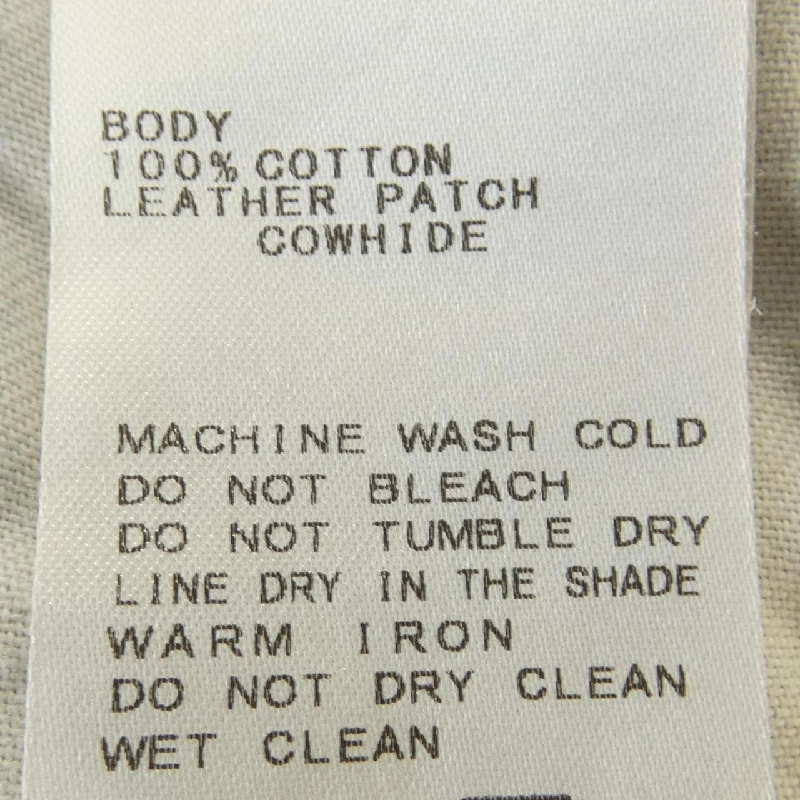 BODY
100% COTTON
LEATHER PATCH
COWHIDE
MACHINE WASH COLD
DO NOT BLEACH
DO NOT TUMBLE DRY
LINE DRY IN THE SHADE
WARM IRON
DO NOT DRY CLEAN
WET CLEAN